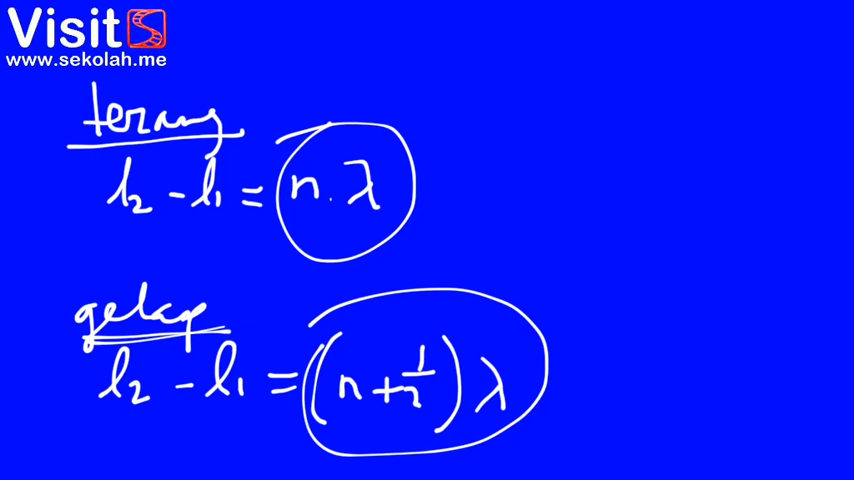 Visit S
www.sekolah.me
terang
l₂ - l₁ = n . λ
gelap
l₂ - l₁ = (n + 1/2) λ